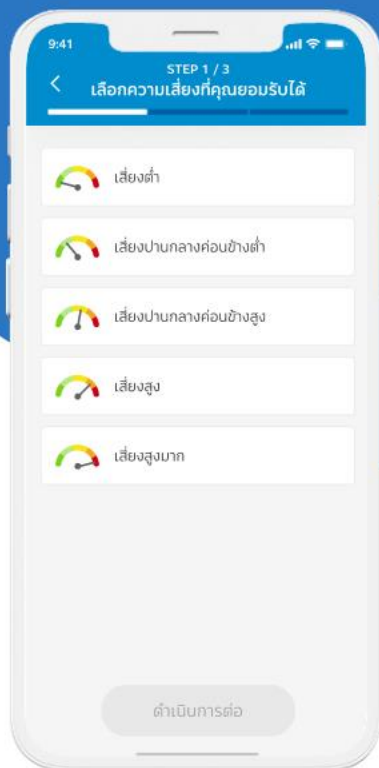 9:41
STEP 1 / 3
เลือกความเสี่ยงที่คุณยอมรับได้
เสี่ยงต่ำ
เสี่ยงปานกลางค่อนข้างต่ำ
เสี่ยงปานกลางค่อนข้างสูง
เสี่ยงสูง
เสี่ยงสูงมาก
ดำเนินการต่อ